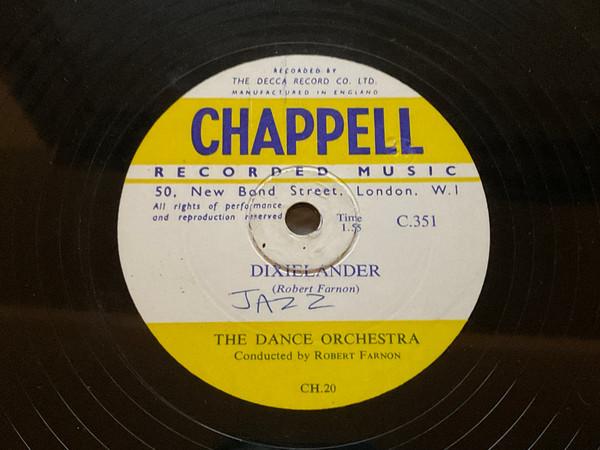 RECORDED BY
THE DECCA RECORD CO. LTD.
MANUFACTURED IN ENGLAND
CHAPPELL
RECORDED MUSIC
50, New Bond Street, London, W.1
All rights of performance
and reproduction reserved
Time
1.55
C.351
DIXIELANDER
(Robert Farnon)
JAZZ
THE DANCE ORCHESTRA
Conducted by ROBERT FARNON
CH.20